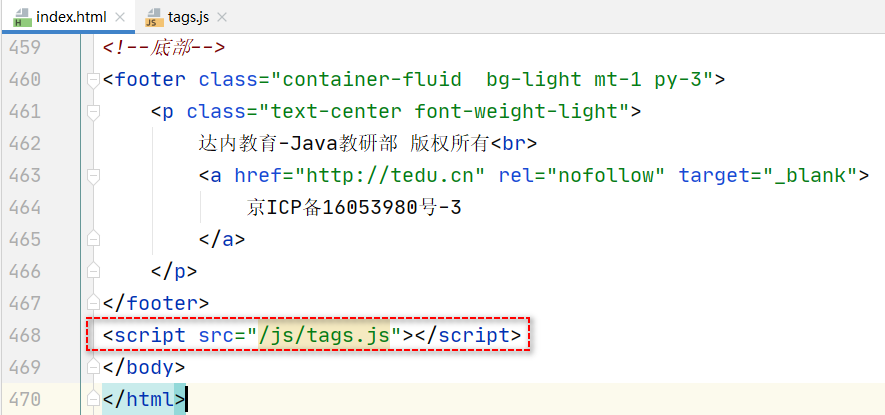 index.html tags.js
459 <!--底部-->
460 <footer class="container-fluid  bg-light mt-1 py-3">
461     <p class="text-center font-weight-light">
462         达内教育-Java教研部 版权所有<br>
463         <a href="http://tedu.cn" rel="nofollow" target="_blank">
464             京ICP备16053980号-3
465         </a>
466     </p>
467 </footer>
468 <script src="/js/tags.js"></script>
469 </body>
470 </html>